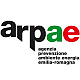 arpae
agenzia
prevenzione
ambiente energia
emilia-romagna